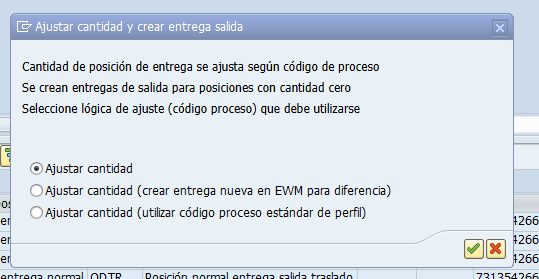 Ajustar cantidad y crear entrega salida
Cantidad de posición de entrega se ajusta según código de proceso
Se crean entregas de salida para posiciones con cantidad cero
Seleccione lógica de ajuste (código proceso) que debe utilizarse
Ajustar cantidad
Ajustar cantidad (crear entrega nueva en EWM para diferencia)
Ajustar cantidad (utilizar código proceso estándar de perfil)
entrega normal ODTR Posición normal entrega salida traslado 731354266